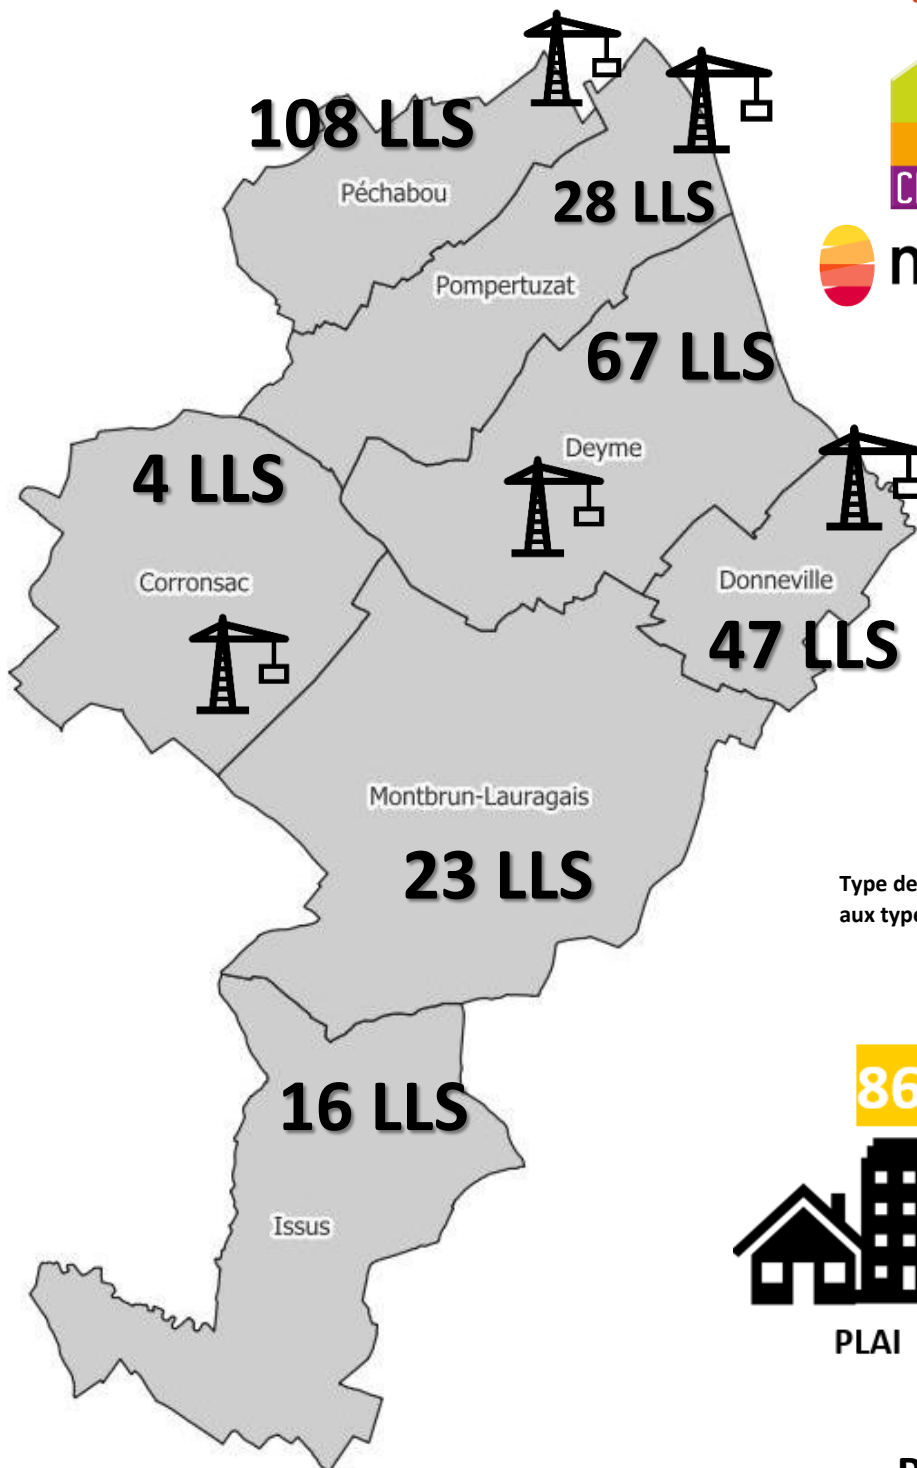 108 LLS
Péchabou
28 LLS
Pompertuzat
67 LLS
Deyme
4 LLS
Corronsac
Donneville
47 LLS
Montbrun-Lauragais
23 LLS
Type de
aux type
16 LLS
86
Issus
PLAI